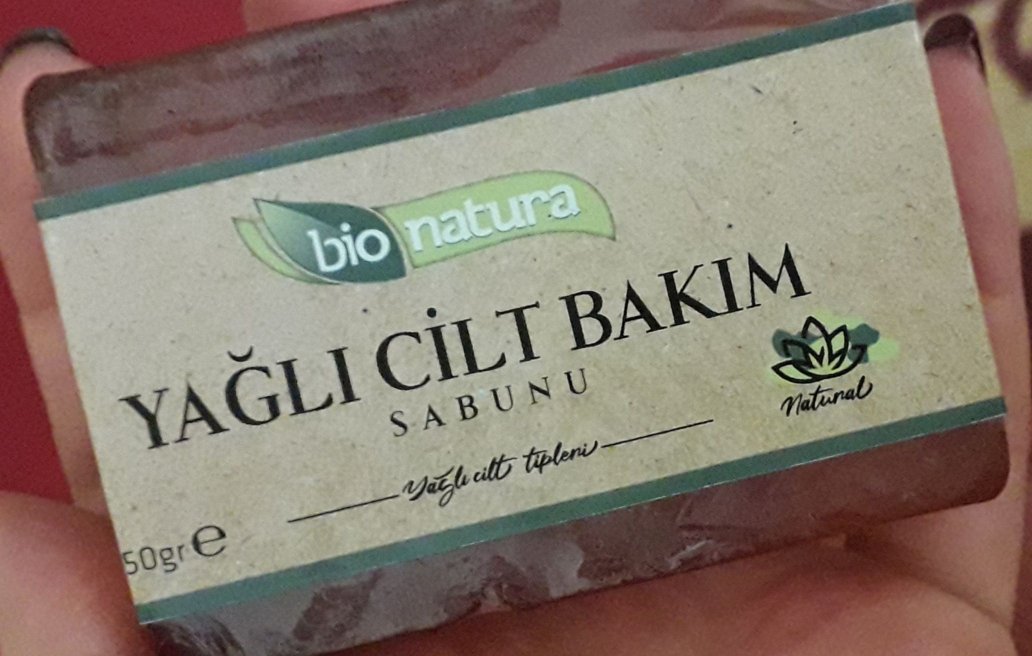 bio natura
YAĞLI CİLT BAKIM
SABUNU
Natural
Yağlı cilt tipleri
50gr ℮